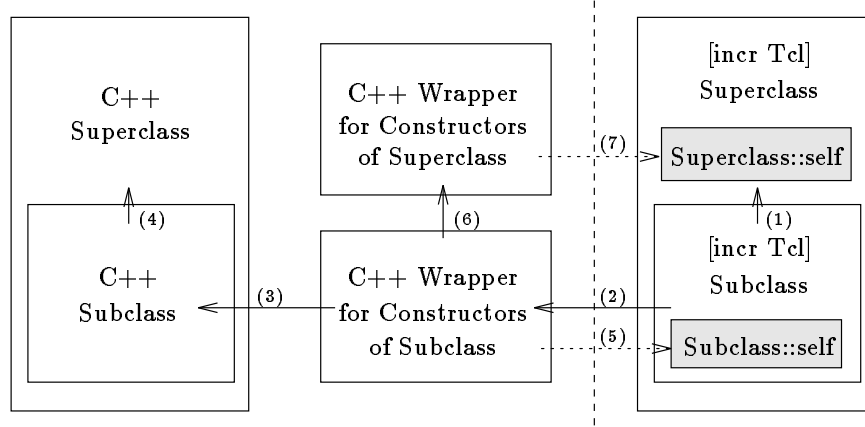 C++
Superclass
(4)
C++
Subclass
(3)
C++ Wrapper
for Constructors
of Superclass
(6)
C++ Wrapper
for Constructors
of Subclass
(7)
(2)
(5)
[incr Tcl]
Superclass
Superclass::self
(1)
[incr Tcl]
Subclass
Subclass::self